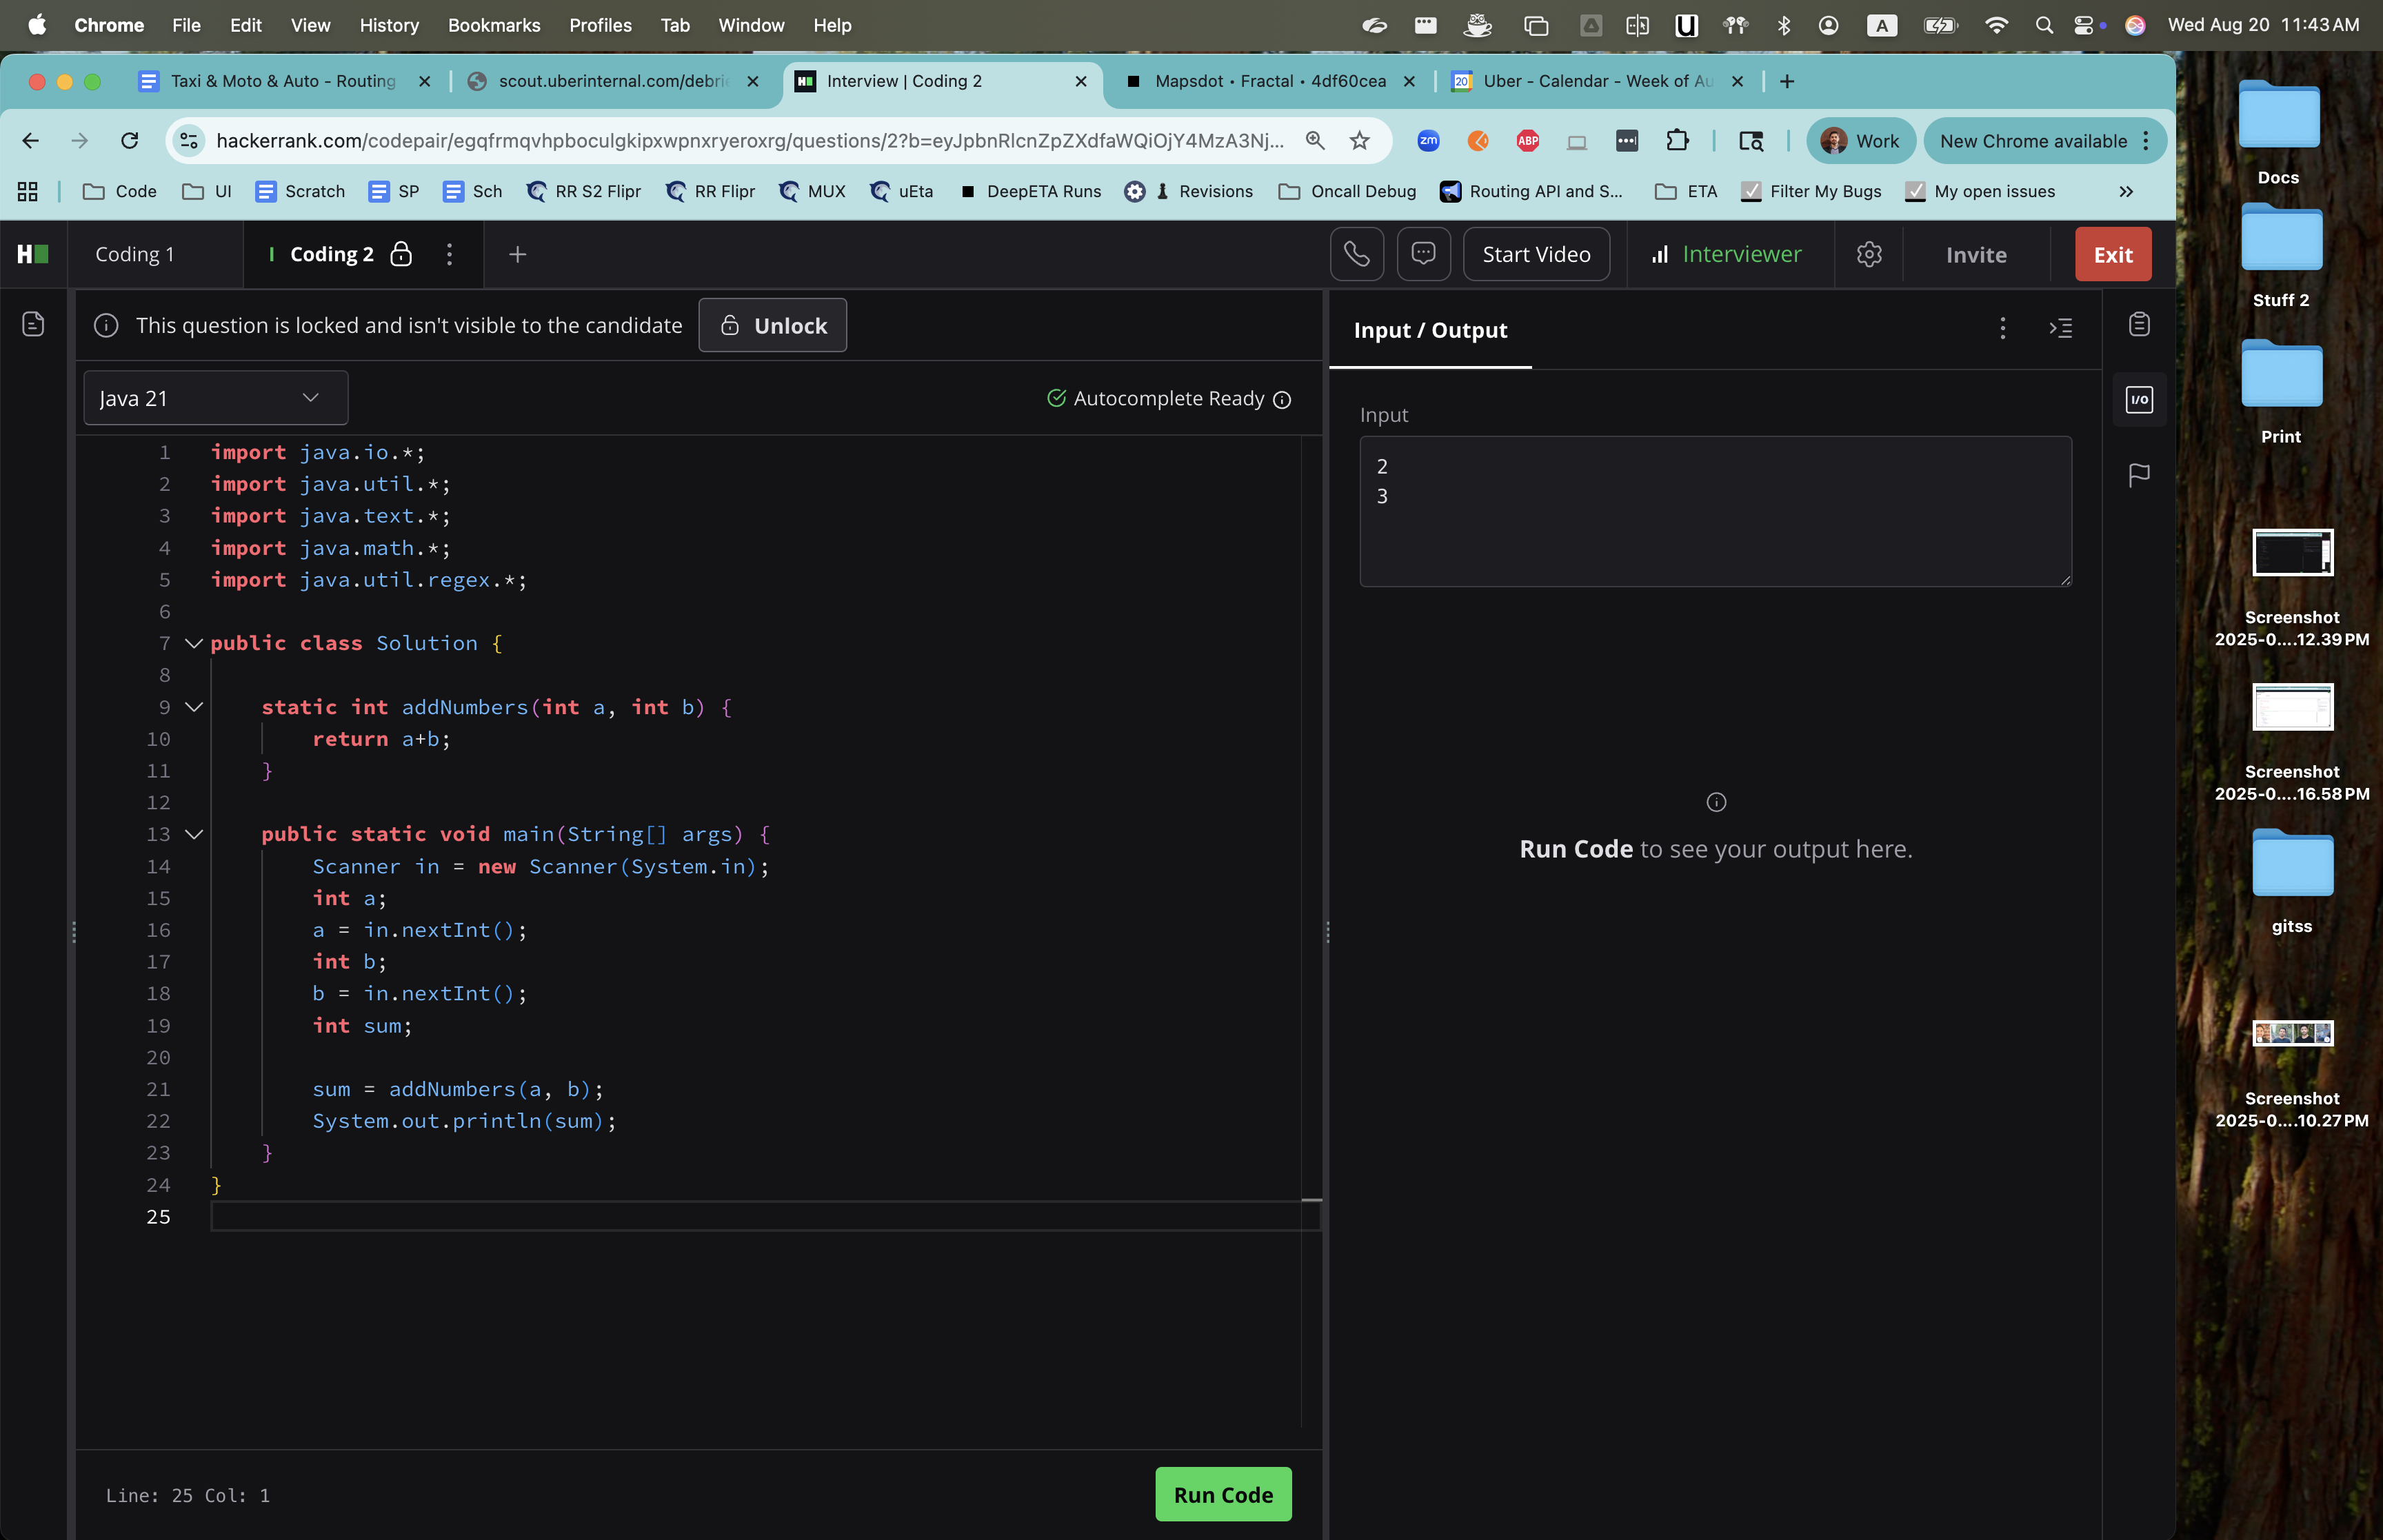 Chrome File Edit View History Bookmarks Profiles Tab Window Help A Wed Aug 20 11:43 AM
Taxi & Moto & Auto - Routing scout.uberinternal.com/debrie Interview | Coding 2 Mapsdot • Fractal • 4df60cea 20 Uber - Calendar - Week of Au
hackerrank.com/codepair/egqfrmqvhpboculgkipxwpnxryeroxrg/questions/2?b=eyJpbnRlcnZpZXdfaWQiOjY4MzA3Nj... zm ABP Work New Chrome available
Code UI Scratch SP Sch RR S2 Flipr RR Flipr MUX uEta DeepETA Runs Revisions Oncall Debug Routing API and S... ETA Filter My Bugs My open issues »
H Coding 1 Coding 2 Start Video Interviewer Invite Exit
This question is locked and isn't visible to the candidate Unlock
Java 21 Autocomplete Ready
1 import java.io.*;
2 import java.util.*;
3 import java.text.*;
4 import java.math.*;
5 import java.util.regex.*;
6
7 public class Solution {
8
9 static int addNumbers(int a, int b) {
10 return a+b;
11 }
12
13 public static void main(String[] args) {
14 Scanner in = new Scanner(System.in);
15 int a;
16 a = in.nextInt();
17 int b;
18 b = in.nextInt();
19 int sum;
20
21 sum = addNumbers(a, b);
22 System.out.println(sum);
23 }
24 }
25
Line: 25 Col: 1 Run Code
Input / Output
I/O
Input
2
3
Run Code to see your output here.
Docs
Stuff 2
Print
Screenshot
2025-0....12.39 PM
Screenshot
2025-0....16.58 PM
gitss
Screenshot
2025-0....10.27 PM